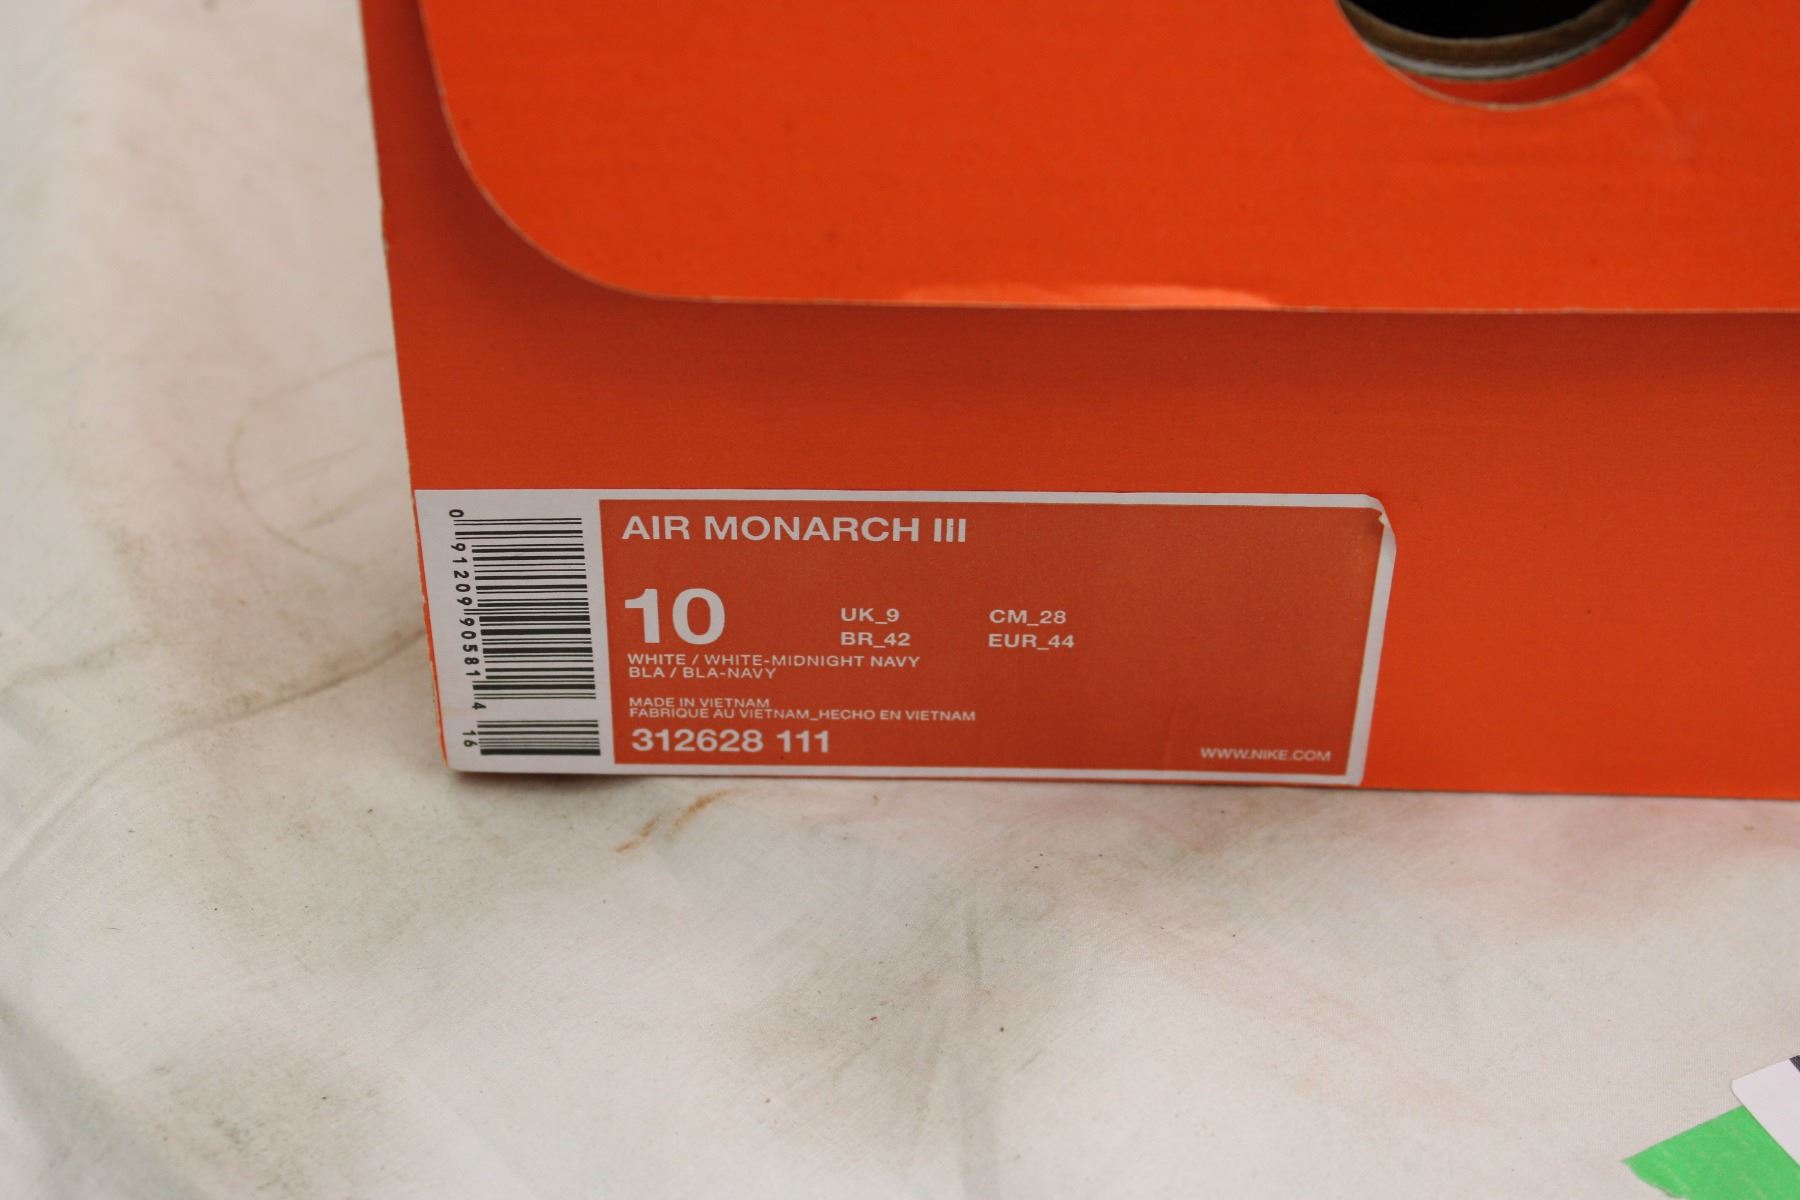 AIR MONARCH III
10
UK_9 CM_28
BR_42 EUR_44
WHITE / WHITE-MIDNIGHT NAVY
BLA / BLA-NAVY
MADE IN VIETNAM
FABRIQUE AU VIETNAM_HECHO EN VIETNAM
312628 111
WWW.NIKE.COM
0 91209 90581 4 16